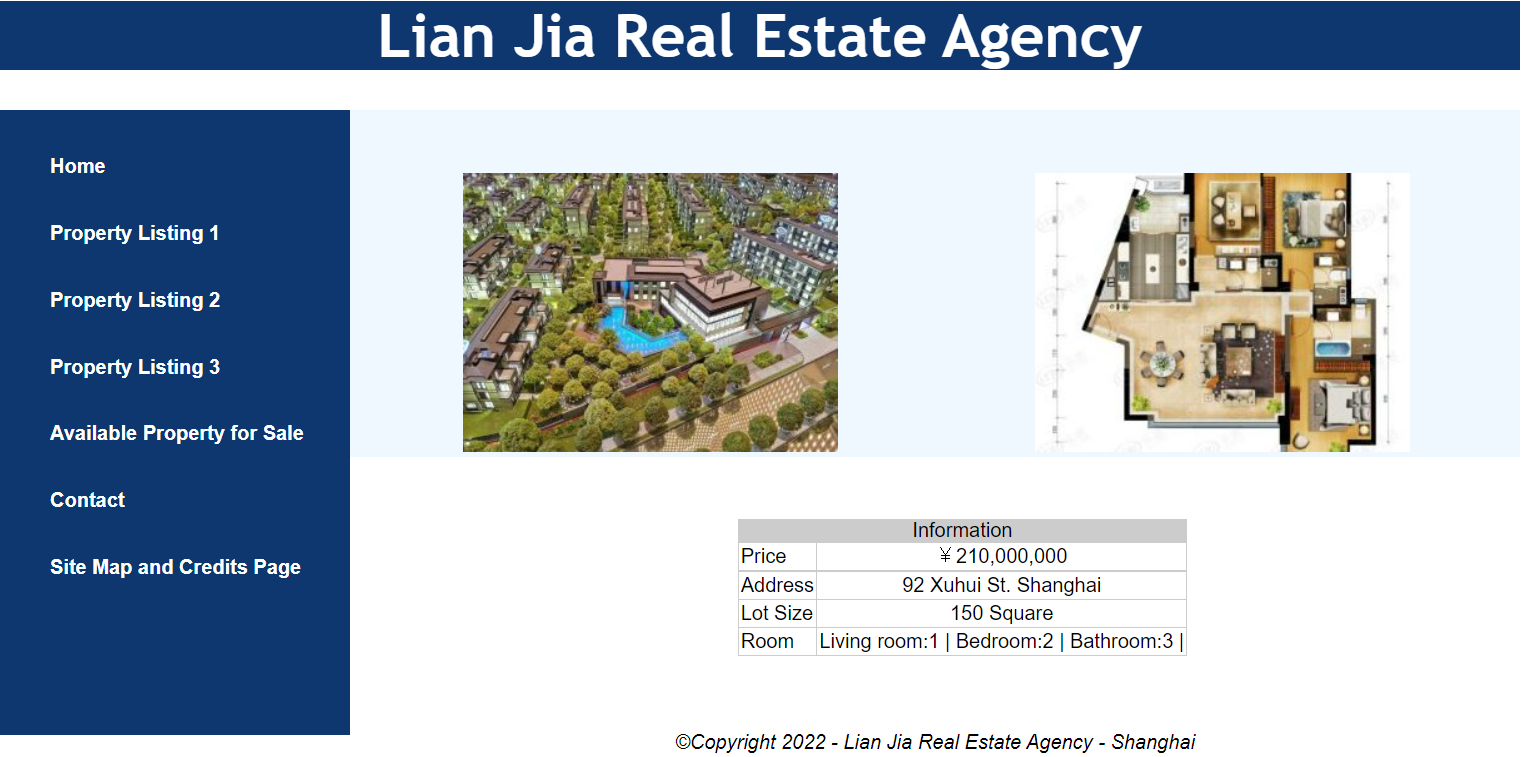 Lian Jia Real Estate Agency
Home
Property Listing 1
Property Listing 2
Property Listing 3
Available Property for Sale
Contact
Site Map and Credits Page
Information
Price ￥210,000,000
Address 92 Xuhui St. Shanghai
Lot Size 150 Square
Room Living room:1 | Bedroom:2 | Bathroom:3 |
©Copyright 2022 - Lian Jia Real Estate Agency - Shanghai